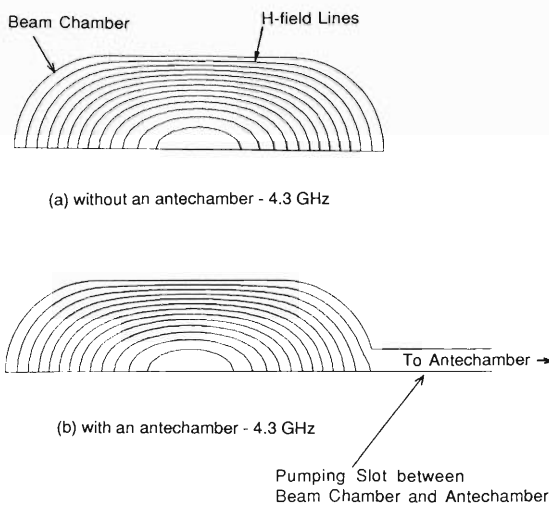 Beam Chamber
H-field Lines
(a) without an antechamber - 4.3 GHz
To Antechamber
(b) with an antechamber - 4.3 GHz
Pumping Slot between
Beam Chamber and Antechamber